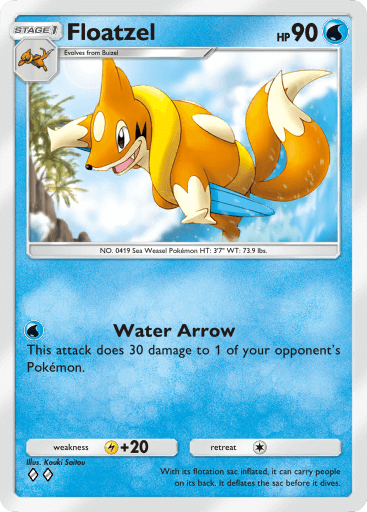 STAGE 1 Floatzel HP 90
Evolves from Buizel
NO. 0419 Sea Weasel Pokémon HT: 3'7" WT: 73.9 lbs.
Water Arrow
This attack does 30 damage to 1 of your opponent's
Pokémon.
weakness +20 retreat
Illus. Kouki Saitou
With its flotation sac inflated, it can carry people
on its back. It deflates the sac before it dives.